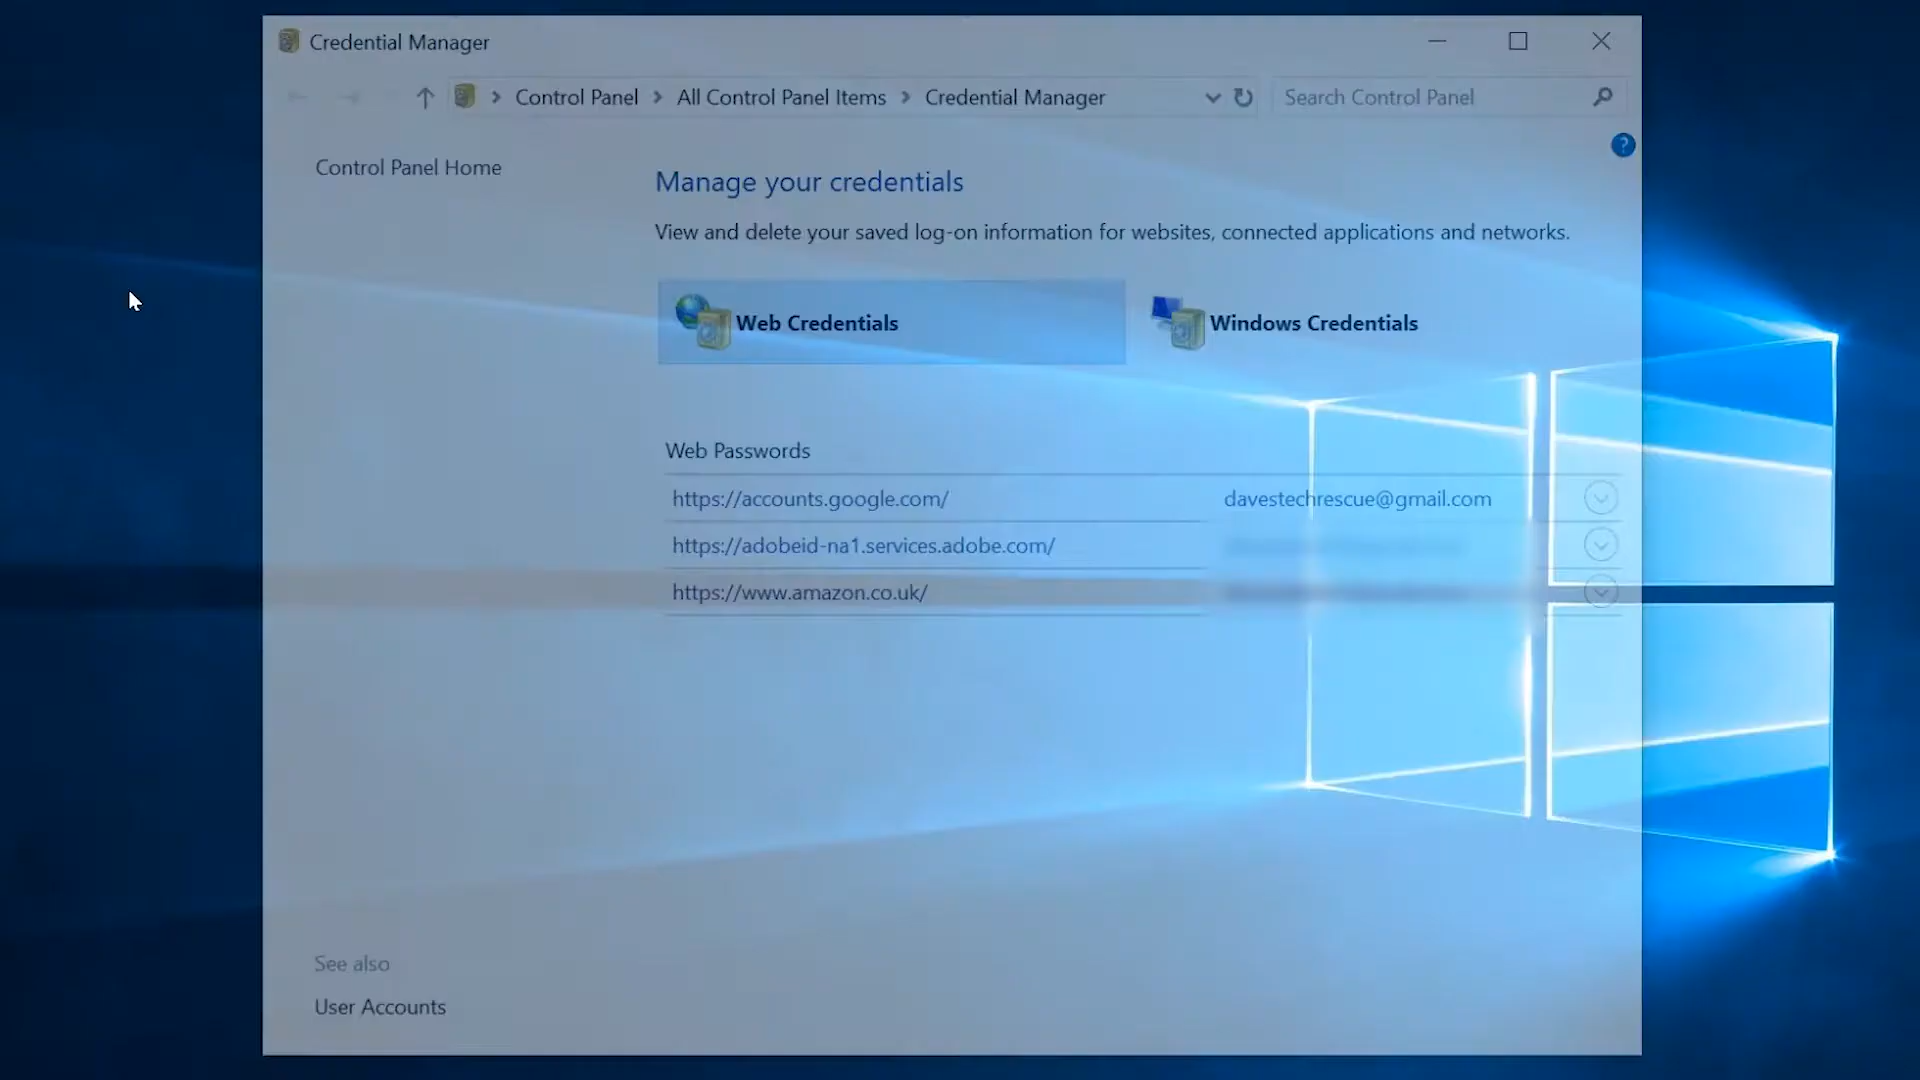 Credential Manager
Control Panel > All Control Panel Items > Credential Manager
Search Control Panel
?
Control Panel Home
Manage your credentials
View and delete your saved log-on information for websites, connected applications and networks.
Web Credentials
Windows Credentials
Web Passwords
https://accounts.google.com/ davestechrescue@gmail.com
https://adobeid-na1.services.adobe.com/
https://www.amazon.co.uk/
See also
User Accounts